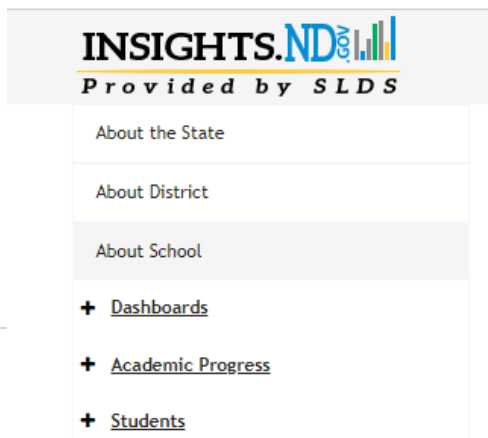 INSIGHTS.ND.GOV
Provided by SLDS
About the State
About District
About School
+ Dashboards
+ Academic Progress
+ Students